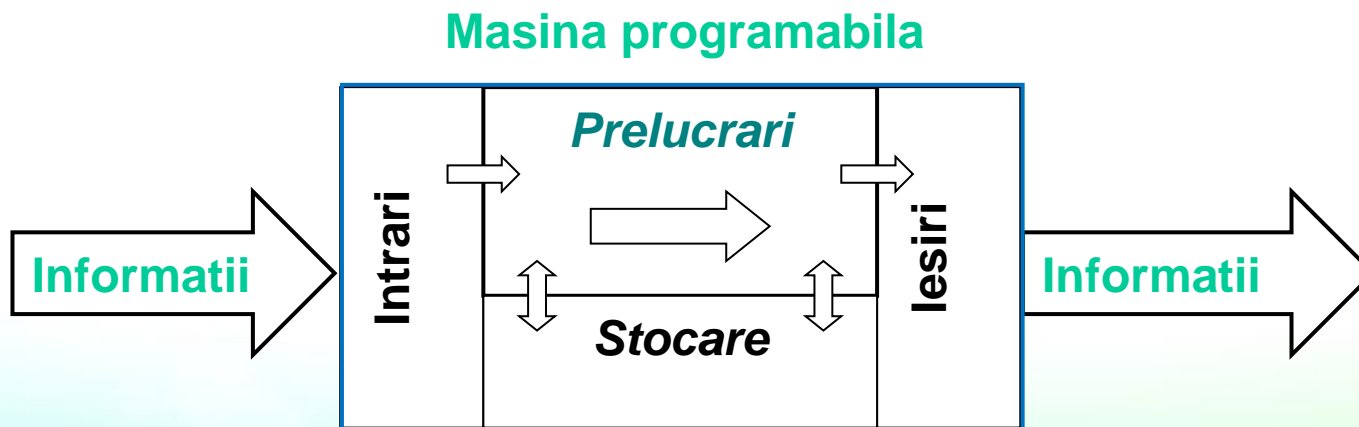 Masina programabila
Informatii
Intrari
Prelucrari
Stocare
Iesiri
Informatii